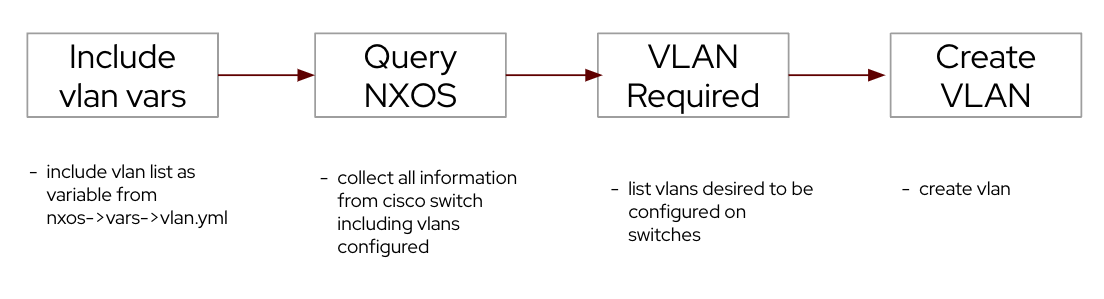 Include
vlan vars
Query
NXOS
VLAN
Required
Create
VLAN
- include vlan list as
variable from
nxos->vars->vlan.yml
- collect all information
from cisco switch
including vlans
configured
- list vlans desired to be
configured on
switches
- create vlan